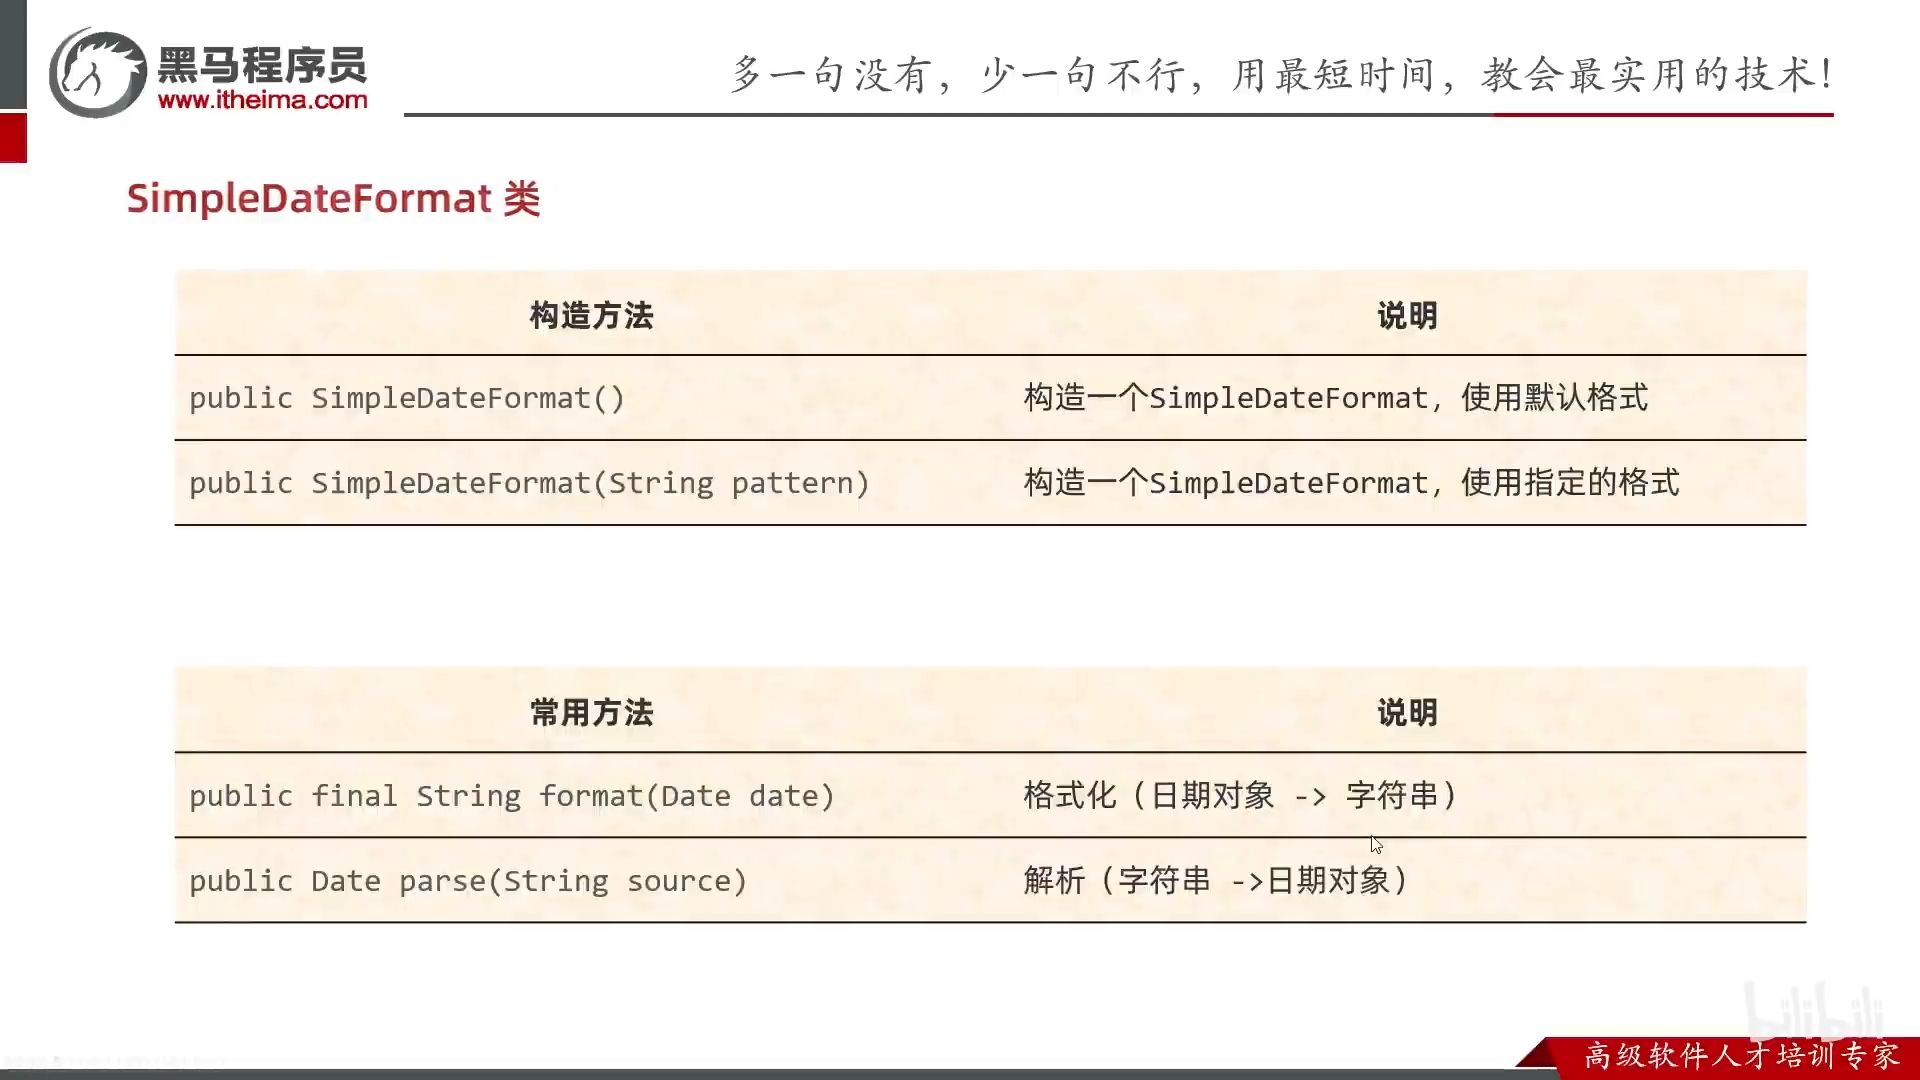 黑马程序员
www.itheima.com
多一句没有，少一句不行，用最短时间，教会最实用的技术！
SimpleDateFormat 类
构造方法 说明
public SimpleDateFormat() 构造一个SimpleDateFormat，使用默认格式
public SimpleDateFormat(String pattern) 构造一个SimpleDateFormat，使用指定的格式
常用方法 说明
public final String format(Date date) 格式化（日期对象 -> 字符串）
public Date parse(String source) 解析（字符串 ->日期对象）
bilibili
高级软件人才培训专家